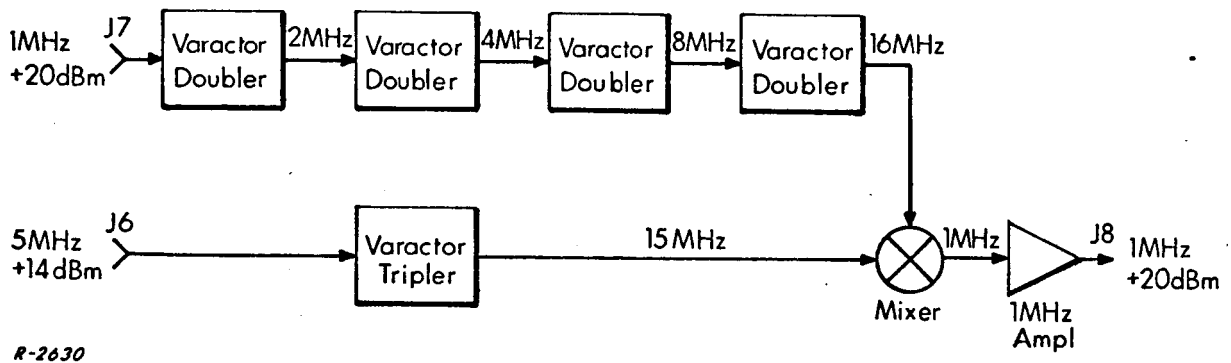 J7
1MHz
+20dBm
Varactor
Doubler
2MHz
Varactor
Doubler
4MHz
Varactor
Doubler
8MHz
Varactor
Doubler
16MHz
J6
5MHz
+14dBm
Varactor
Tripler
15MHz
Mixer
1MHz
1MHz
Ampl
J8
1MHz
+20dBm
R-2630